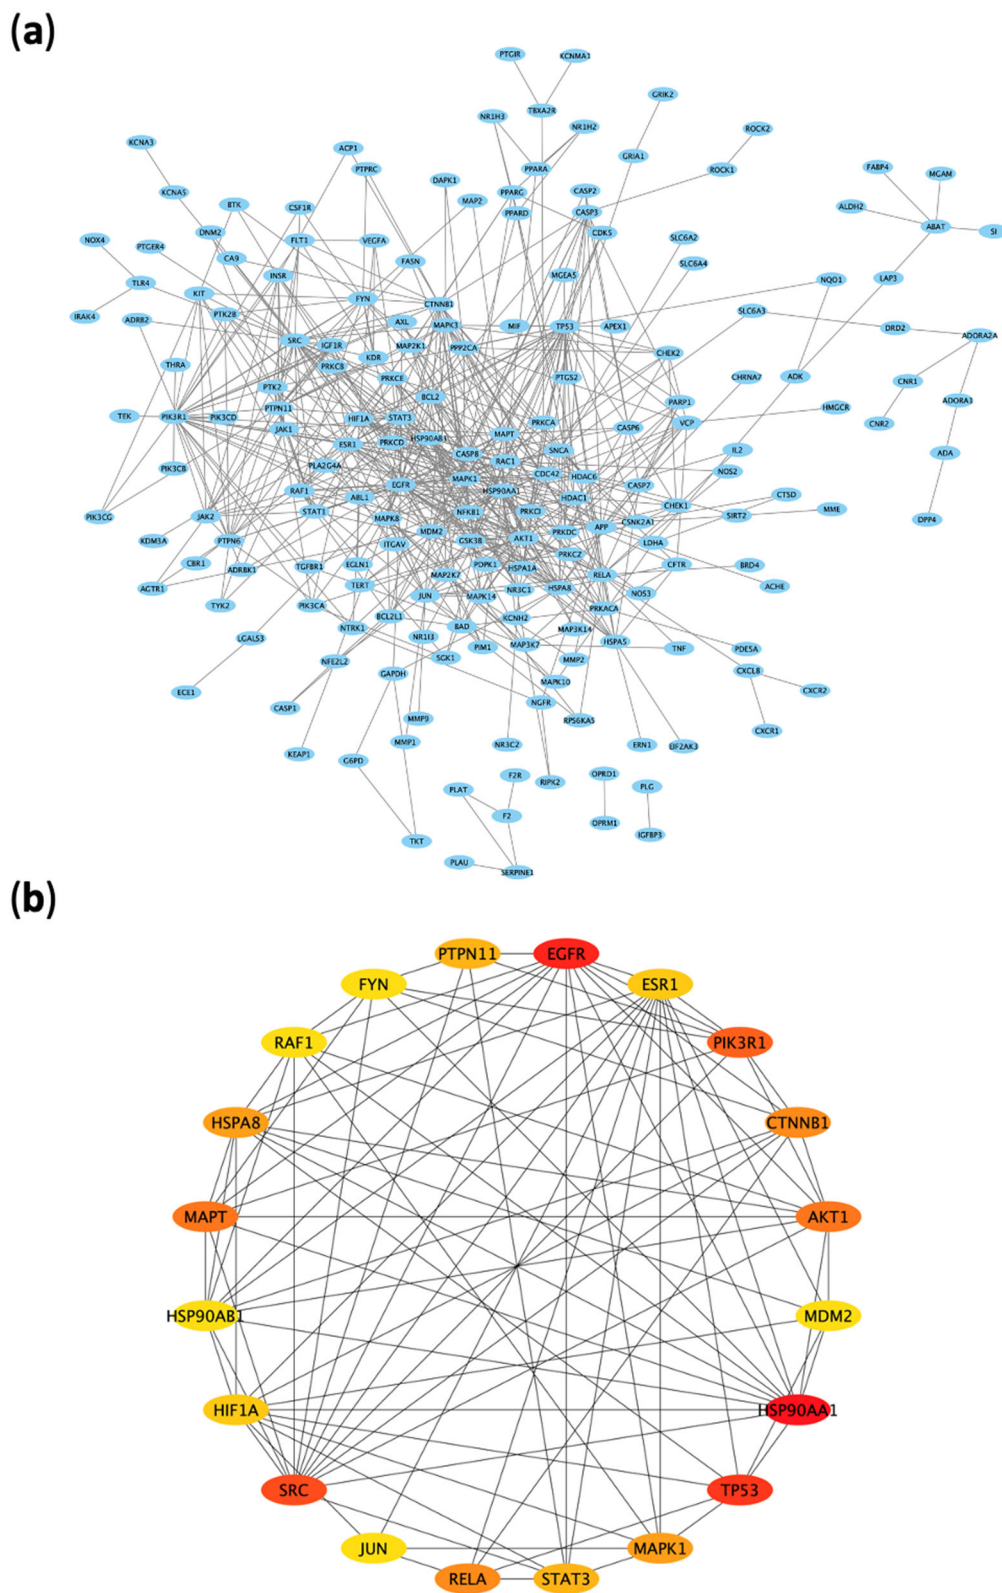 (a)
PTGIR
KCNMA1
TBXA2R
GRIK2
NR1H3
NR1H2
ROCK2
KCNA3
ACP1
PTPRC
PPARA
GRIA1
ROCK1
FABP4
MGAM
KCNA5
DAPK1
MAP2
PPARG
CASP2
BTK
CSF1R
PPARD
CASP3
ALDH2
ABAT
SI
NOX4
PTGER4
DNM2
FLT1
VEGFA
CDK5
SLC6A2
CA9
FASN
SLC6A4
TLR4
INSR
MGEA5
NQO1
LAP3
KIT
FYN
CTNNB1
SLC6A3
IRAK4
ADRB2
PTK2B
AXL
MAPK3
MIF
TP53
APEX1
DRD2
ADORA2A
SRC
IGF1R
MAP2K1
PPP2CA
CHEK2
THRA
PRKCB
KDR
PTGS2
ADK
CNR1
PTK2
PRKCE
CHRNA7
TEK
PIK3R1
PIK3CD
PTPN11
BCL2
PARP1
ADORA3
HIF1A
STAT3
PRKCA
CASP6
VCP
HMGCR
CNR2
JAK1
HSP90AB1
MAPT
ESR1
PRKCD
CASP8
RAC1
SNCA
IL2
ADA
PIK3CB
PLA2G4A
MAPK1
CDC42
HDAC6
CASP7
NOS2
RAF1
ABL1
EGFR
HSP90AA1
HDAC1
CHEK1
CTSD
PIK3CG
JAK2
STAT1
MAPK8
NFKB1
PRKCI
CSNK2A1
SIRT2
MME
DPP4
KDM3A
PTPN6
MDM2
GSK3B
AKT1
PRKDC
APP
LDHA
ITGAV
PRKCZ
CBR1
ADRBK1
TGFBR1
EGLN1
PDPK1
HSPA1A
CFTR
BRD4
AGTR1
MAP2K7
RELA
TERT
NR3C1
HSPA8
NOS3
ACHE
TYK2
PIK3CA
JUN
MAPK14
PRKACA
LGALS3
NTRK1
BCL2L1
BAD
KCNH2
MAP3K14
HSPA5
NR1I3
PIM1
MAP3K7
TNF
PDE5A
NFE2L2
SGK1
MMP2
CXCL8
ECE1
GAPDH
MAPK10
CXCR2
CASP1
NGFR
MMP9
RPS6KA5
CXCR1
KEAP1
MMP1
NR3C2
ERN1
EIF2AK3
G6PD
F2R
RIPK2
OPRD1
PLG
PLAT
F2
OPRM1
IGFBP3
TKT
PLAU
SERPINE1
(b)
PTPN11
EGFR
FYN
ESR1
RAF1
PIK3R1
HSPA8
CTNNB1
MAPT
AKT1
HSP90AB1
MDM2
HIF1A
HSP90AA1
SRC
TP53
JUN
MAPK1
RELA
STAT3